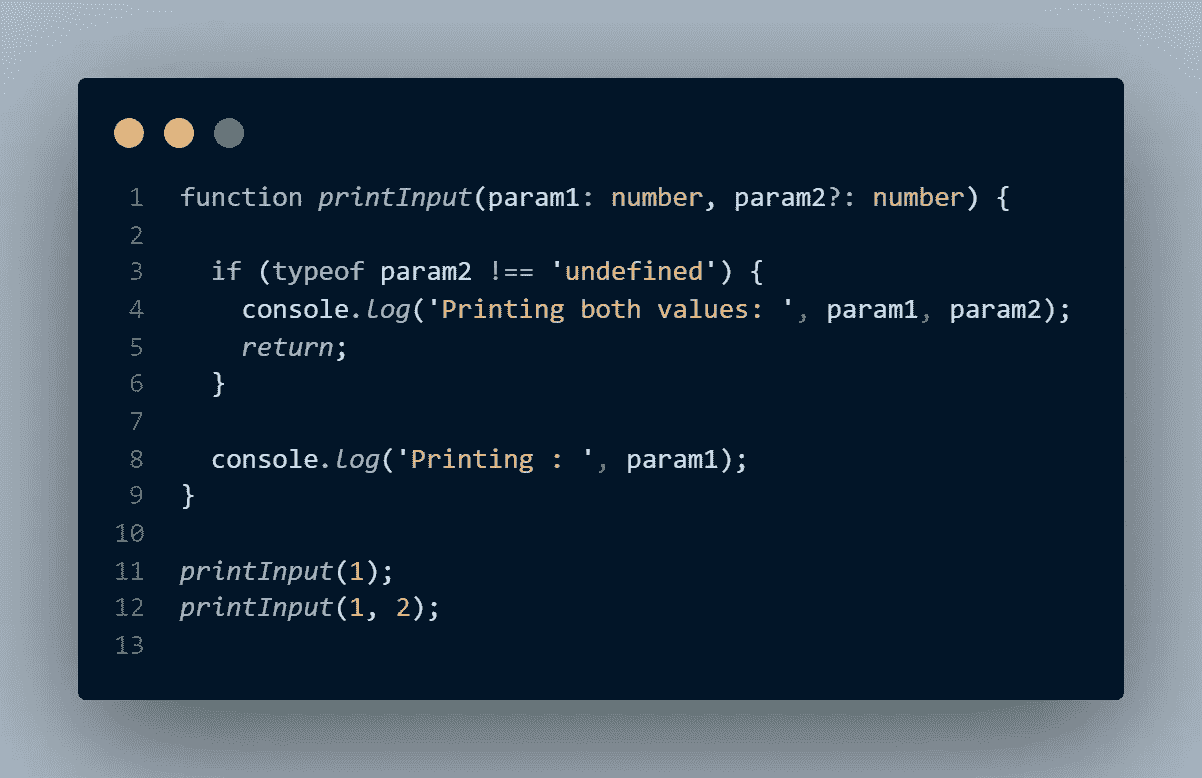 1 function printInput(param1: number, param2?: number) {
2
3   if (typeof param2 !== 'undefined') {
4     console.log('Printing both values: ', param1, param2);
5     return;
6   }
7
8   console.log('Printing : ', param1);
9 }
10
11 printInput(1);
12 printInput(1, 2);
13